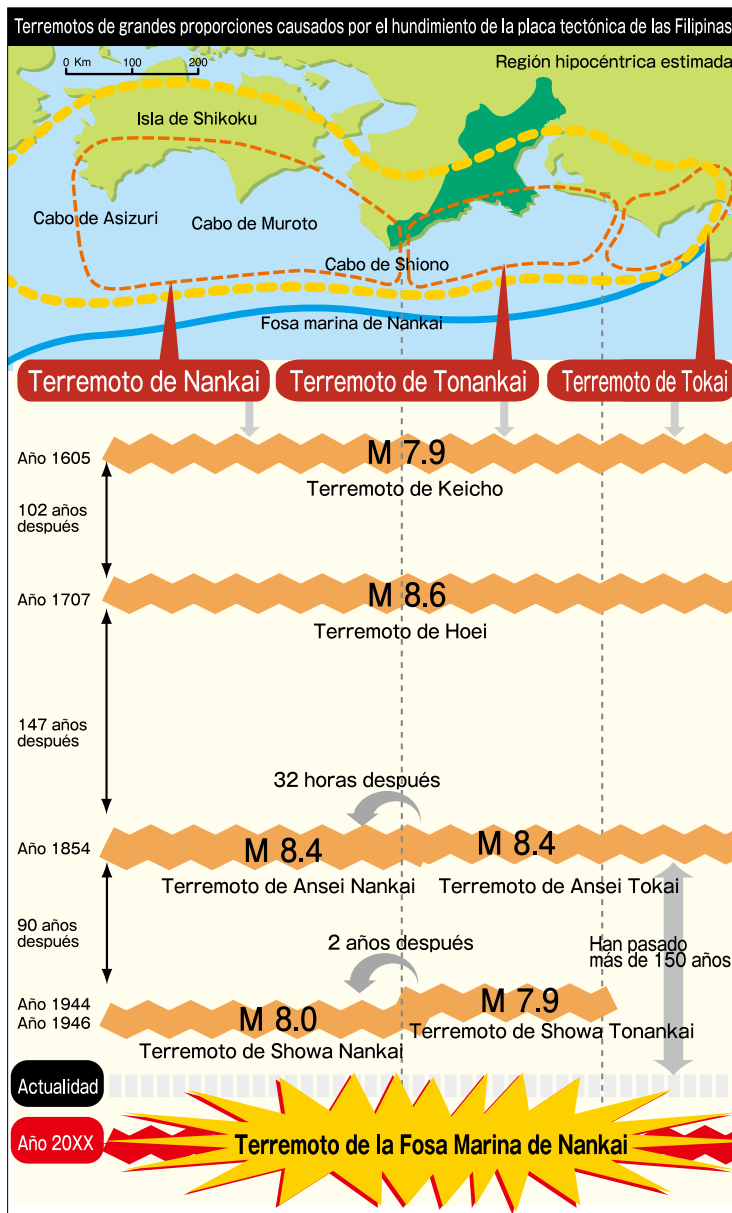 Terremotos de grandes proporciones causados por el hundimiento de la placa tectónica de las Filipinas
0 Km 100 200
Región hipocéntrica estimada
Isla de Shikoku
Cabo de Asizuri
Cabo de Muroto
Cabo de Shiono
Fosa marina de Nankai
Terremoto de Nankai
Terremoto de Tonankai
Terremoto de Tokai
Año 1605
M 7.9
Terremoto de Keicho
102 años
después
Año 1707
M 8.6
Terremoto de Hoei
147 años
después
32 horas después
Año 1854
M 8.4
M 8.4
Terremoto de Ansei Nankai
Terremoto de Ansei Tokai
90 años
después
2 años después
Han pasado
más de 150 años
Año 1944
Año 1946
M 8.0
M 7.9
Terremoto de Showa Nankai
Terremoto de Showa Tonankai
Actualidad
Año 20XX
Terremoto de la Fosa Marina de Nankai